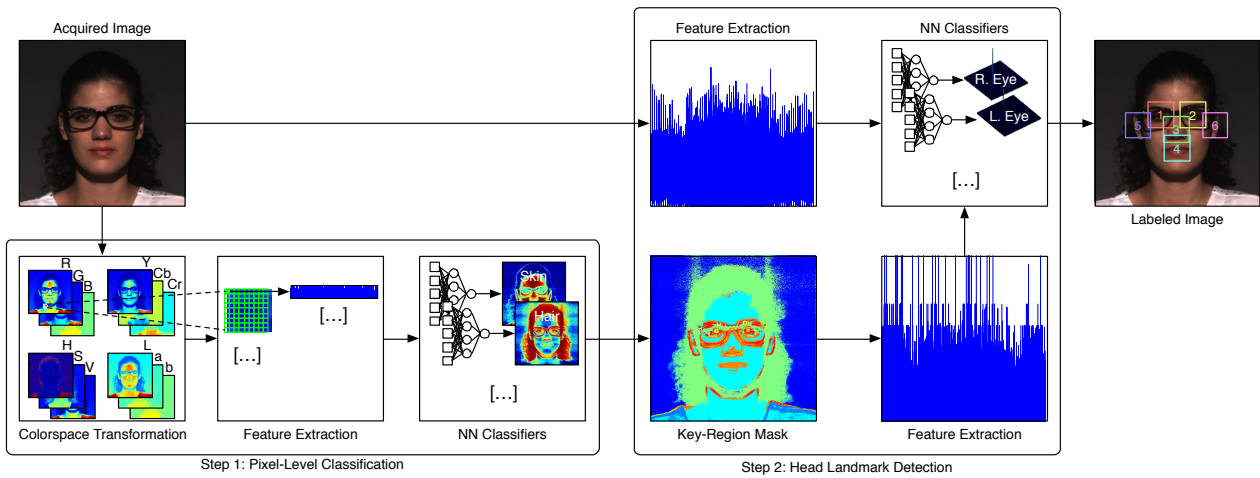 Acquired Image
Feature Extraction
NN Classifiers
R. Eye
L. Eye
[...]
1
2
3
4
5
6
Labeled Image
R
G
B
Y
Cb
Cr
H
S
V
L
a
b
Colorspace Transformation
[...]
[...]
Feature Extraction
Skin
Hair
[...]
NN Classifiers
Step 1: Pixel-Level Classification
Key-Region Mask
Feature Extraction
Step 2: Head Landmark Detection